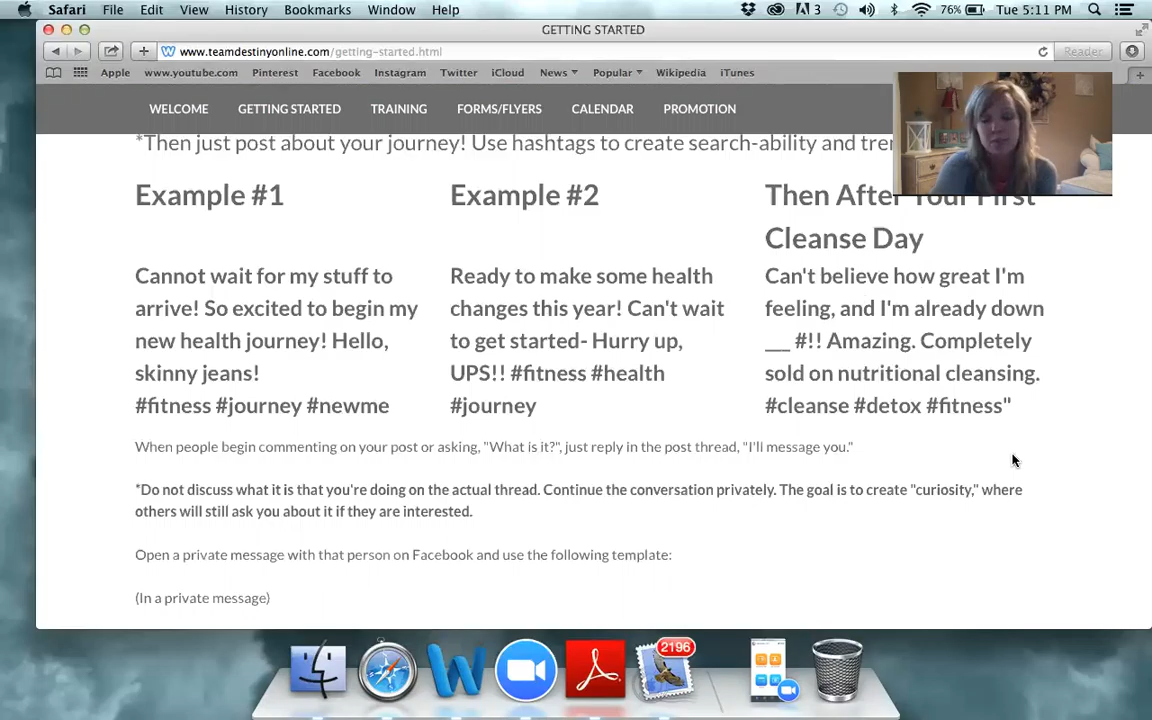 Safari File Edit View History Bookmarks Window Help 3 76% Tue 5:11 PM
GETTING STARTED
www.teamdestinyonline.com/getting-started.html Reader
Apple www.youtube.com Pinterest Facebook Instagram Twitter iCloud News Popular Wikipedia iTunes
WELCOME GETTING STARTED TRAINING FORMS/FLYERS CALENDAR PROMOTION
*Then just post about your journey! Use hashtags to create search-ability and
Example #1
Cannot wait for my stuff to
arrive! So excited to begin my
new health journey! Hello,
skinny jeans!
#fitness #journey #newme
Example #2
Ready to make some health
changes this year! Can't wait
to get started- Hurry up,
UPS!! #fitness #health
#journey
Then After Your First
Cleanse Day
Can't believe how great I'm
feeling, and I'm already down
___ #!! Amazing. Completely
sold on nutritional cleansing.
#cleanse #detox #fitness"
When people begin commenting on your post or asking, "What is it?", just reply in the post thread, "I'll message you."
*Do not discuss what it is that you're doing on the actual thread. Continue the conversation privately. The goal is to create "curiosity," where
others will still ask you about it if they are interested.
Open a private message with that person on Facebook and use the following template:
(In a private message)
2196